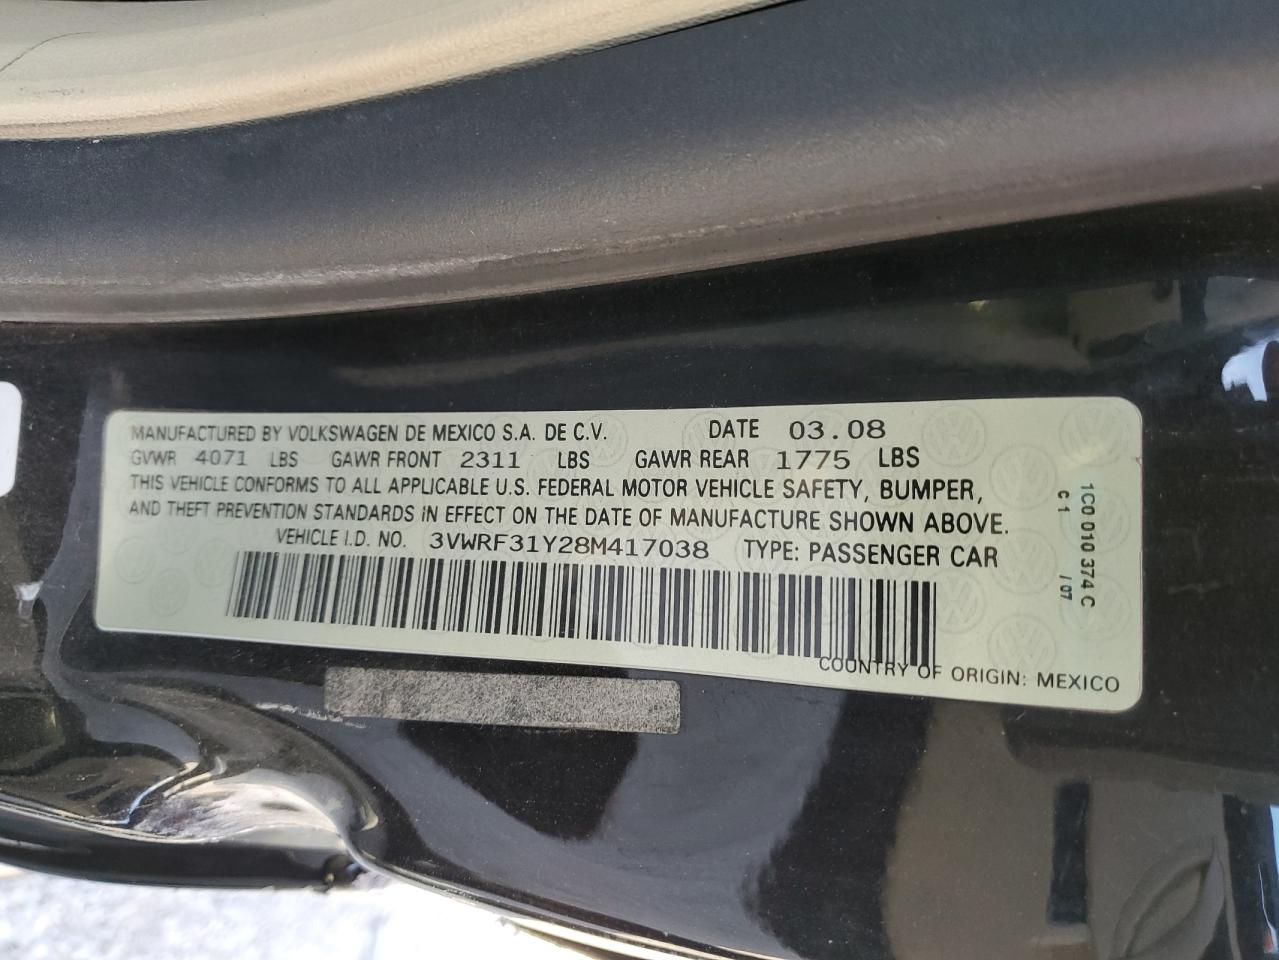 MANUFACTURED BY VOLKSWAGEN DE MEXICO S.A. DE C.V. DATE 03.08
GVWR 4071 LBS GAWR FRONT 2311 LBS GAWR REAR 1775 LBS
THIS VEHICLE CONFORMS TO ALL APPLICABLE U.S. FEDERAL MOTOR VEHICLE SAFETY, BUMPER,
AND THEFT PREVENTION STANDARDS IN EFFECT ON THE DATE OF MANUFACTURE SHOWN ABOVE.
VEHICLE I.D. NO. 3VWRF31Y28M417038 TYPE: PASSENGER CAR
COUNTRY OF ORIGIN: MEXICO
1C0 010 374 C
C 1 / 07